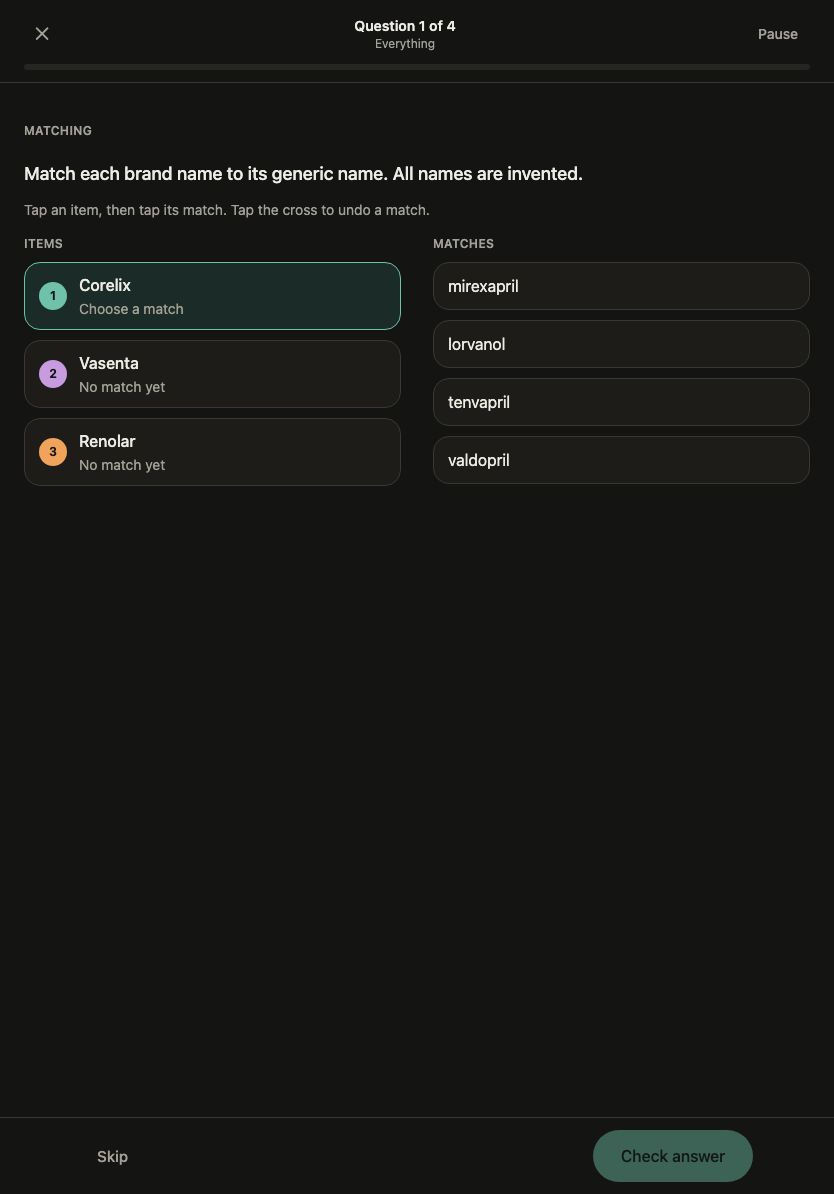 Question 1 of 4
Everything
Pause
MATCHING
Match each brand name to its generic name. All names are invented.
Tap an item, then tap its match. Tap the cross to undo a match.
ITEMS
1
Corelix
Choose a match
2
Vasenta
No match yet
3
Renolar
No match yet
MATCHES
mirexapril
lorvanol
tenvapril
valdopril
Skip
Check answer